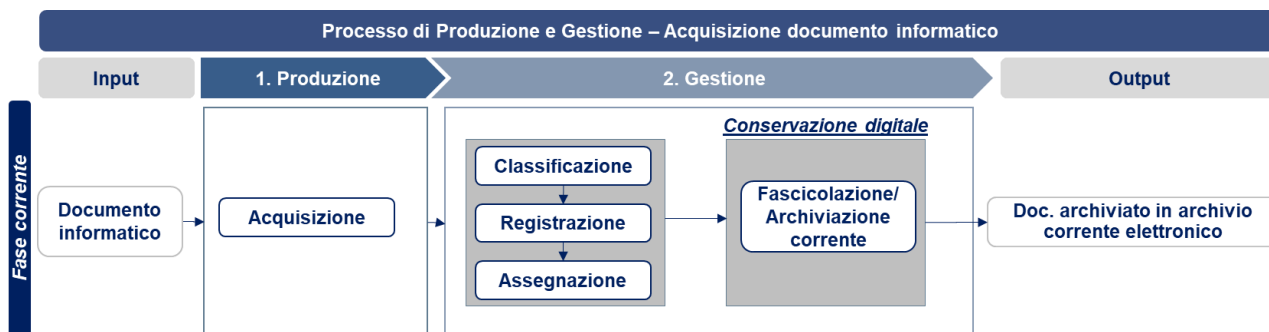 Processo di Produzione e Gestione – Acquisizione documento informatico
Input
1. Produzione
2. Gestione
Output
Fase corrente
Documento
informatico
Acquisizione
Classificazione
Registrazione
Assegnazione
Conservazione digitale
Fascicolazione/
Archiviazione
corrente
Doc. archiviato in archivio
corrente elettronico